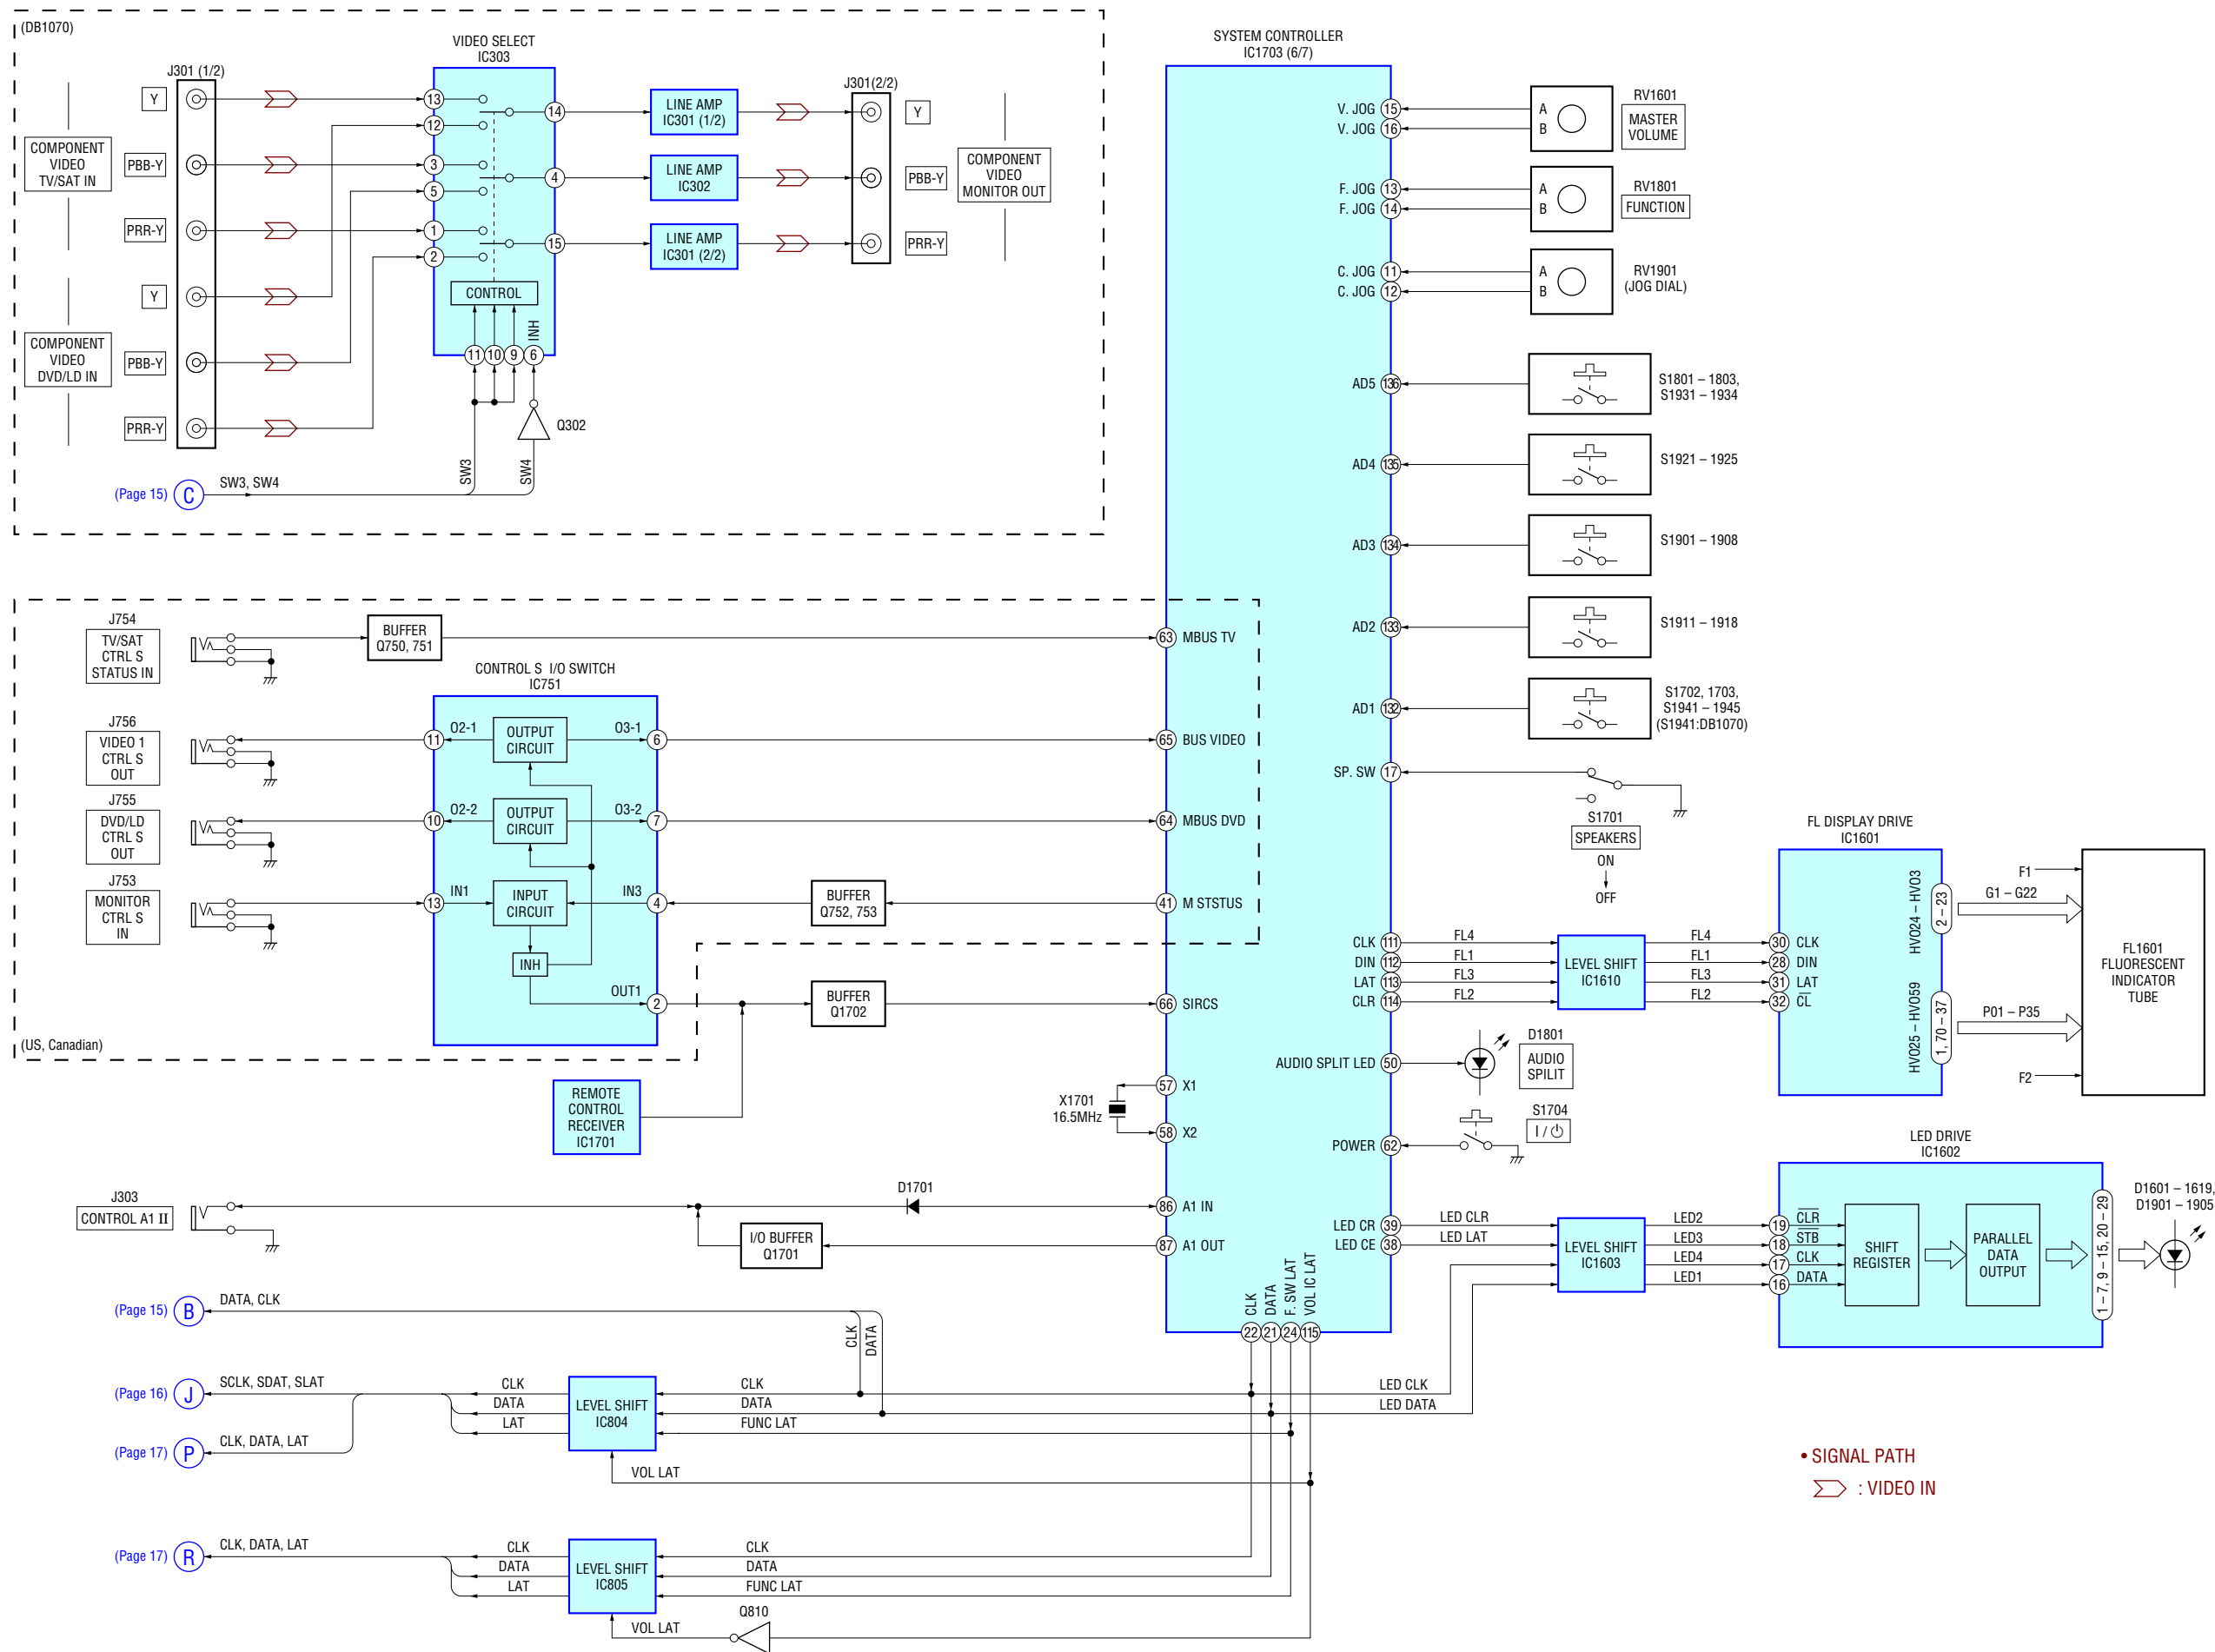 (DB1070)
VIDEO SELECT
IC303
J301 (1/2)
J301(2/2)
COMPONENT
VIDEO
TV/SAT IN
Y
PBB-Y
PRR-Y
COMPONENT
VIDEO
DVD/LD IN
Y
PBB-Y
PRR-Y
13
12
3
5
1
2
14
4
15
CONTROL
INH
11
10
9
6
LINE AMP
IC301 (1/2)
LINE AMP
IC302
LINE AMP
IC301 (2/2)
Y
PBB-Y
PRR-Y
COMPONENT
VIDEO
MONITOR OUT
Q302
SW3
SW4
(Page 15) C SW3, SW4
SYSTEM CONTROLLER
IC1703 (6/7)
V. JOG 15 A
V. JOG 16 B
RV1601
MASTER
VOLUME
F. JOG 13 A
F. JOG 14 B
RV1801
FUNCTION
C. JOG 11 A
C. JOG 12 B
RV1901
(JOG DIAL)
AD5 136
S1801 – 1803,
S1931 – 1934
AD4 135
S1921 – 1925
AD3 134
S1901 – 1908
AD2 133
S1911 – 1918
AD1 132
S1702, 1703,
S1941 – 1945
(S1941:DB1070)
SP. SW 17
S1701
SPEAKERS
ON
OFF
J754
TV/SAT
CTRL S
STATUS IN
BUFFER
Q750, 751
63 MBUS TV
CONTROL S I/O SWITCH
IC751
J756
VIDEO 1
CTRL S
OUT
11 O2-1
OUTPUT
CIRCUIT
O3-1 6
65 BUS VIDEO
J755
DVD/LD
CTRL S
OUT
10 O2-2
OUTPUT
CIRCUIT
O3-2 7
64 MBUS DVD
J753
MONITOR
CTRL S
IN
13 IN1
INPUT
CIRCUIT
IN3 4
BUFFER
Q752, 753
41 M STSTUS
INH
OUT1 2
BUFFER
Q1702
66 SIRCS
(US, Canadian)
REMOTE
CONTROL
RECEIVER
IC1701
X1701
16.5MHz
57 X1
58 X2
J303
CONTROL A1 II
D1701
86 A1 IN
I/O BUFFER
Q1701
87 A1 OUT
CLK 111 FL4
DIN 112 FL1
LAT 113 FL3
CLR 114 FL2
LEVEL SHIFT
IC1610
FL4 30 CLK
FL1 28 DIN
FL3 31 LAT
FL2 32 CL
FL DISPLAY DRIVE
IC1601
HVO24 – HVO3
2 – 23
HVO25 – HVO59
1, 70 – 37
F1
G1 – G22
P01 – P35
F2
FL1601
FLUORESCENT
INDICATOR
TUBE
AUDIO SPLIT LED 50
D1801
AUDIO
SPILIT
POWER 62
S1704
I / ⏻
LED CR 39 LED CLR
LED CE 38 LED LAT
LEVEL SHIFT
IC1603
LED2 19 CLR
LED3 18 STB
LED4 17 CLK
LED1 16 DATA
LED DRIVE
IC1602
SHIFT
REGISTER
PARALLEL
DATA
OUTPUT
1 – 7, 9 – 15, 20 – 29
D1601 – 1619,
D1901 – 1905
CLK
DATA
F. SW LAT
VOL IC LAT
22
21
24
115
(Page 15) B DATA, CLK
CLK
DATA
(Page 16) J SCLK, SDAT, SLAT
(Page 17) P CLK, DATA, LAT
CLK
DATA
LAT
LEVEL SHIFT
IC804
CLK
DATA
FUNC LAT
VOL LAT
LED CLK
LED DATA
(Page 17) R CLK, DATA, LAT
CLK
DATA
LAT
LEVEL SHIFT
IC805
CLK
DATA
FUNC LAT
VOL LAT
Q810
• SIGNAL PATH
: VIDEO IN